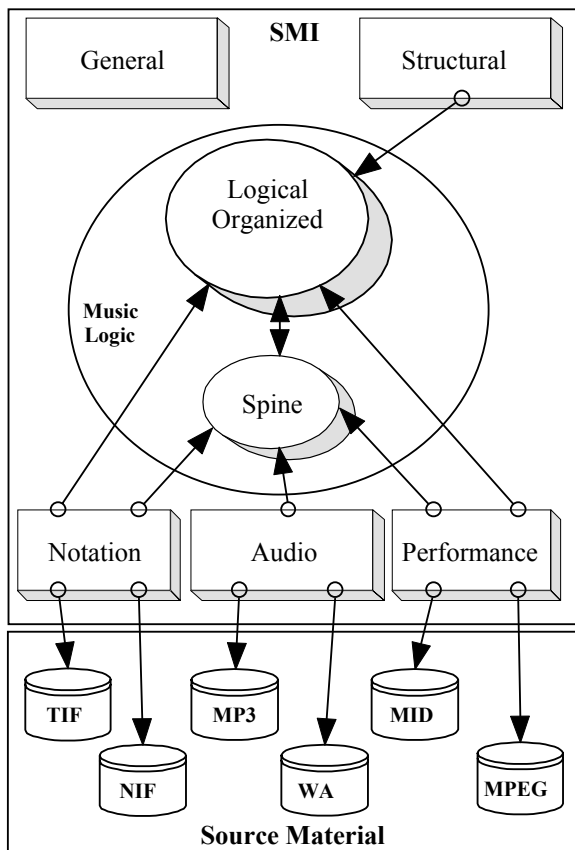 SMI
General
Structural
Logical
Organized
Music
Logic
Spine
Notation
Audio
Performance
TIF
MP3
MID
NIF
WA
MPEG
Source Material